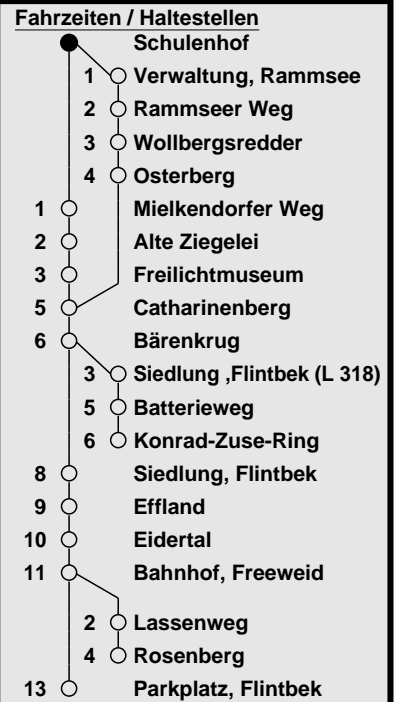 Fahrzeiten / Haltestellen
Schulenhof
1 Verwaltung, Rammsee
2 Rammseer Weg
3 Wollbergsredder
4 Osterberg
1 Mielkendorfer Weg
2 Alte Ziegelei
3 Freilichtmuseum
5 Catharinenberg
6 Bärenkrug
3 Siedlung ,Flintbek (L 318)
5 Batterieweg
6 Konrad-Zuse-Ring
8 Siedlung, Flintbek
9 Effland
10 Eidertal
11 Bahnhof, Freeweid
2 Lassenweg
4 Rosenberg
13 Parkplatz, Flintbek